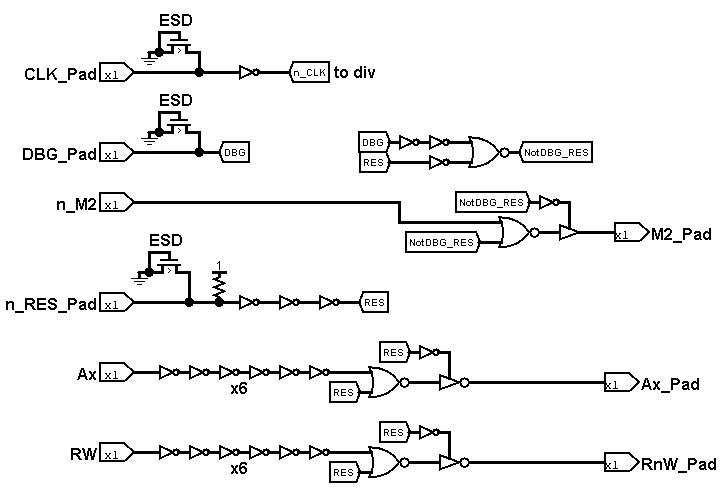 ESD
CLK_Pad x1 n_CLK to div
ESD
DBG_Pad x1 DBG
DBG
RES
NotDBG_RES
n_M2 x1
NotDBG_RES
NotDBG_RES
x1 M2_Pad
ESD
1
n_RES_Pad x1 RES
RES
Ax x1
x6
RES
x1 Ax_Pad
RES
RW x1
x6
RES
x1 RnW_Pad